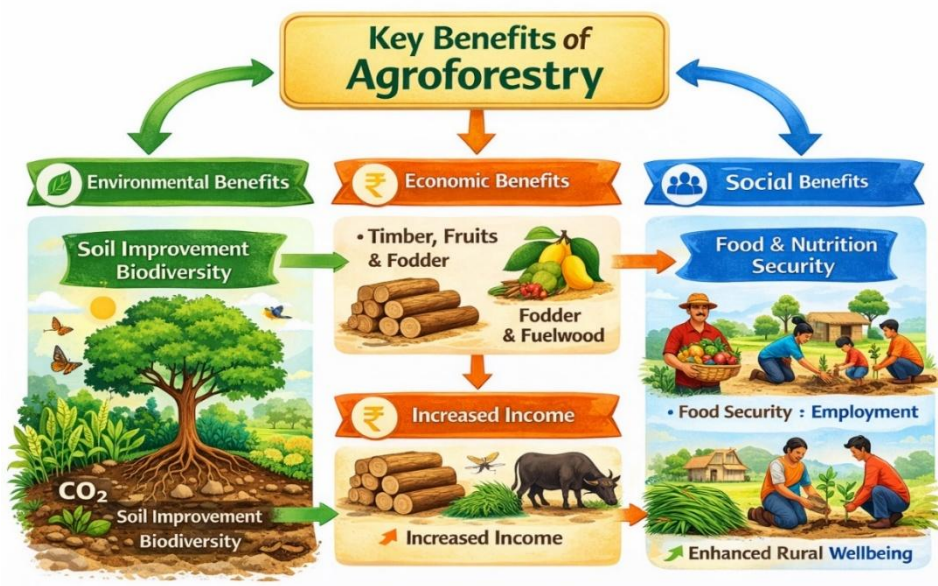 Key Benefits of
Agroforestry
Environmental Benefits
₹ Economic Benefits
Social Benefits
Soil Improvement
Biodiversity
• Timber, Fruits
& Fodder
Fodder
& Fuelwood
Food & Nutrition
Security
₹ Increased Income
• Food Security : Employment
CO₂
Soil Improvement
Biodiversity
Increased Income
Enhanced Rural Wellbeing